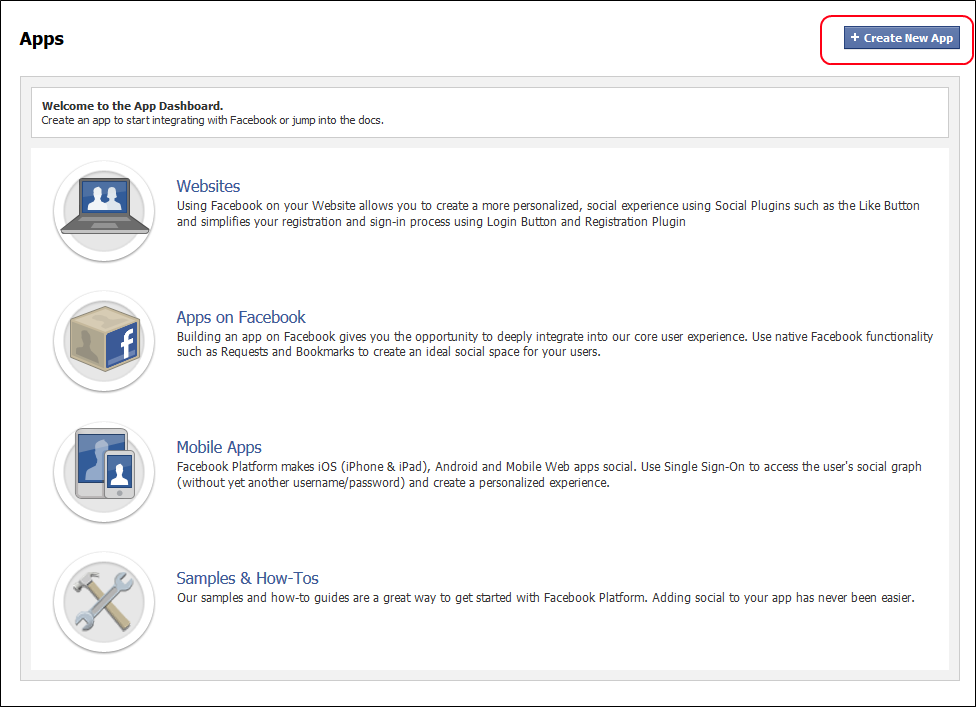 Apps
+ Create New App
Welcome to the App Dashboard.
Create an app to start integrating with Facebook or jump into the docs.
Websites
Using Facebook on your Website allows you to create a more personalized, social experience using Social Plugins such as the Like Button
and simplifies your registration and sign-in process using Login Button and Registration Plugin
Apps on Facebook
Building an app on Facebook gives you the opportunity to deeply integrate into our core user experience. Use native Facebook functionality
such as Requests and Bookmarks to create an ideal social space for your users.
f
Mobile Apps
Facebook Platform makes iOS (iPhone & iPad), Android and Mobile Web apps social. Use Single Sign-On to access the user's social graph
(without yet another username/password) and create a personalized experience.
Samples & How-Tos
Our samples and how-to guides are a great way to get started with Facebook Platform. Adding social to your app has never been easier.